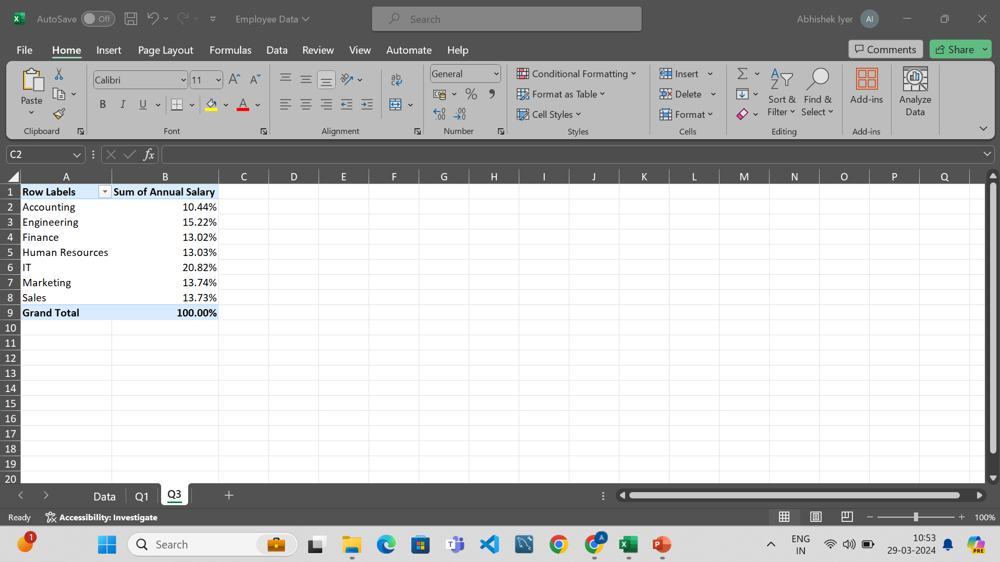 AutoSave Off Employee Data Search Abhishek Iyer AI
File Home Insert Page Layout Formulas Data Review View Automate Help Comments Share
Paste
Clipboard
Calibri 11
B I U A
Font
ab
Alignment
General
% 
Number
Conditional Formatting
Format as Table
Cell Styles
Styles
Insert
Delete
Format
Cells
Sort & Filter
Find & Select
Editing
Add-ins
Add-ins
Analyze Data
C2 fx
A B C D E F G H I J K L M N O P Q
1 Row Labels Sum of Annual Salary
2 Accounting 10.44%
3 Engineering 15.22%
4 Finance 13.02%
5 Human Resources 13.03%
6 IT 20.82%
7 Marketing 13.74%
8 Sales 13.73%
9 Grand Total 100.00%
10
11
12
13
14
15
16
17
18
19
20
Data Q1 Q3
Ready Accessibility: Investigate 100%
1 Search ENG IN 10:53 29-03-2024 PRE